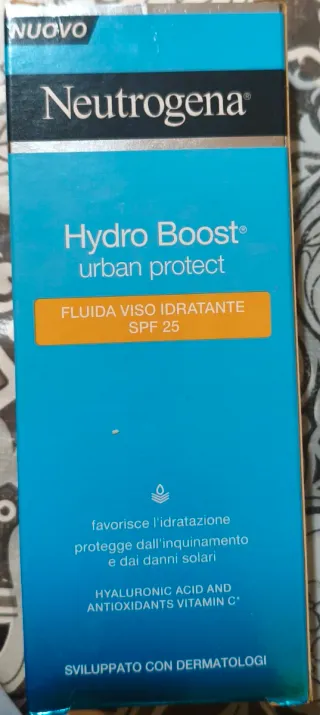 NUOVO
Neutrogena®
Hydro Boost®
urban protect
FLUIDA VISO IDRATANTE
SPF 25
favorisce l'idratazione
protegge dall'inquinamento
e dai danni solari
HYALURONIC ACID AND
ANTIOXIDANTS VITAMIN C*
SVILUPPATO CON DERMATOLOGI